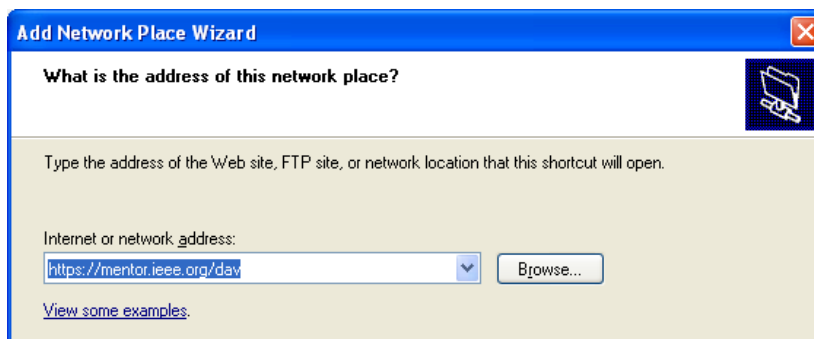 Add Network Place Wizard
What is the address of this network place?
Type the address of the Web site, FTP site, or network location that this shortcut will open.
Internet or network address:
https://mentor.ieee.org/dav
Browse...
View some examples.